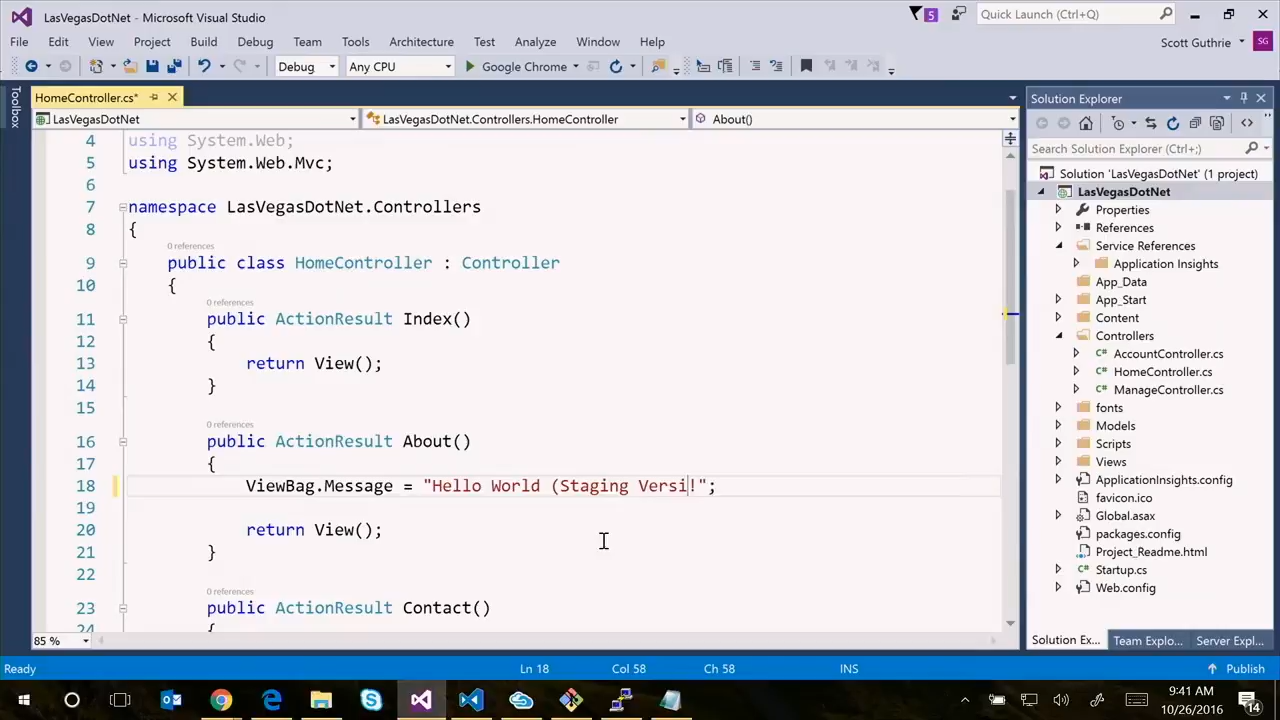 LasVegasDotNet - Microsoft Visual Studio
5
Quick Launch (Ctrl+Q)
File Edit View Project Build Debug Team Tools Architecture Test Analyze Window Help
Scott Guthrie
SG
Debug
Any CPU
Google Chrome
Toolbox
HomeController.cs*
LasVegasDotNet
LasVegasDotNet.Controllers.HomeController
About()
4 using System.Web;
5 using System.Web.Mvc;
6
7 namespace LasVegasDotNet.Controllers
8 {
0 references
9 public class HomeController : Controller
10 {
0 references
11 public ActionResult Index()
12 {
13 return View();
14 }
15
0 references
16 public ActionResult About()
17 {
18 ViewBag.Message = "Hello World (Staging Versi!";
19
20 return View();
21 }
22
0 references
23 public ActionResult Contact()
24 {
85 %
Solution Explorer
Search Solution Explorer (Ctrl+;)
Solution 'LasVegasDotNet' (1 project)
LasVegasDotNet
Properties
References
Service References
Application Insights
App_Data
App_Start
Content
Controllers
C# AccountController.cs
C# HomeController.cs
C# ManageController.cs
fonts
Models
Scripts
Views
ApplicationInsights.config
favicon.ico
Global.asax
packages.config
Project_Readme.html
C# Startup.cs
Web.config
Solution Ex... Team Explo... Server Expl...
Ready
Ln 18
Col 58
Ch 58
INS
Publish
9:41 AM
10/26/2016
14